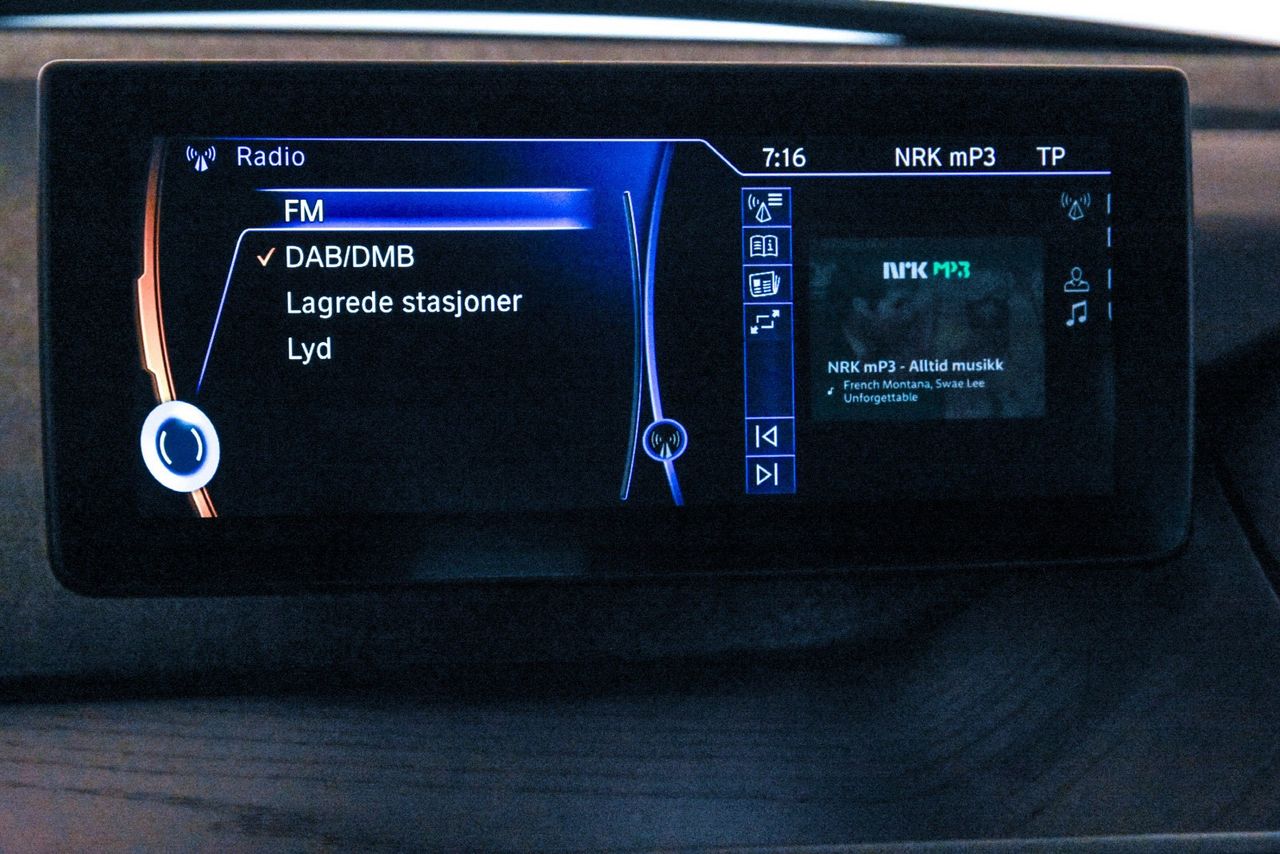 Radio
7:16 NRK mP3 TP
FM
DAB/DMB
Lagrede stasjoner
Lyd
NRK MP3
NRK mP3 - Alltid musikk
French Montana, Swae Lee
Unforgettable